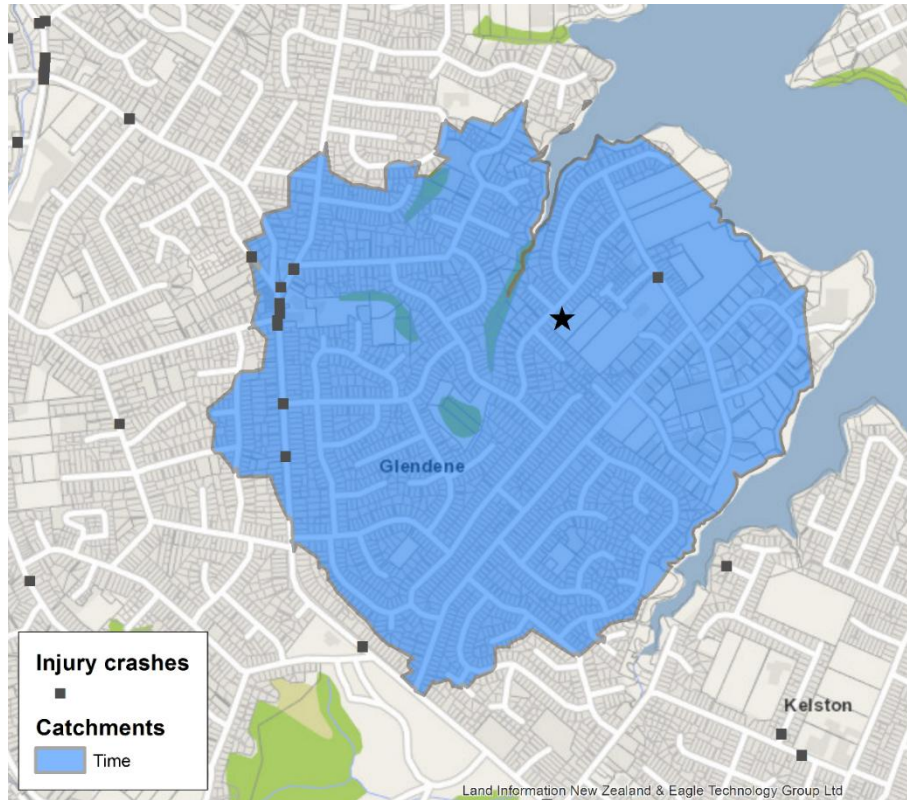 Glendene
Injury crashes
Catchments
Time
Kelston
Land Information New Zealand & Eagle Technology Group Ltd